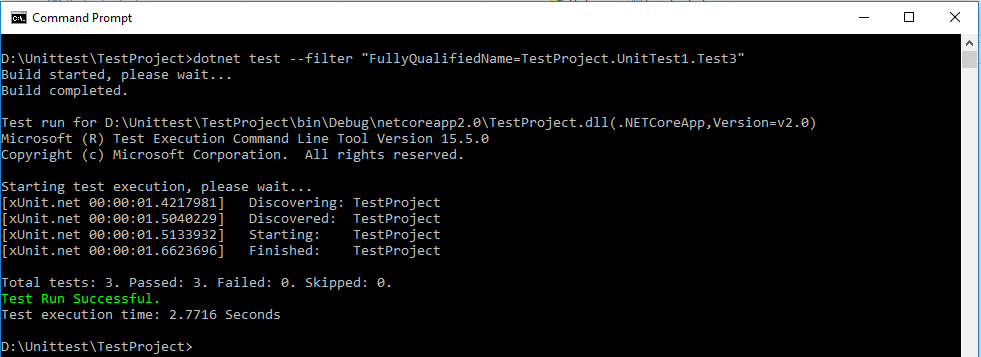 Command Prompt
D:\Unittest\TestProject>dotnet test --filter "FullyQualifiedName=TestProject.UnitTest1.Test3"
Build started, please wait...
Build completed.
Test run for D:\Unittest\TestProject\bin\Debug\netcoreapp2.0\TestProject.dll(.NETCoreApp,Version=v2.0)
Microsoft (R) Test Execution Command Line Tool Version 15.5.0
Copyright (c) Microsoft Corporation.  All rights reserved.
Starting test execution, please wait...
[xUnit.net 00:00:01.4217981]   Discovering: TestProject
[xUnit.net 00:00:01.5040229]   Discovered:  TestProject
[xUnit.net 00:00:01.5133932]   Starting:    TestProject
[xUnit.net 00:00:01.6623696]   Finished:    TestProject
Total tests: 3. Passed: 3. Failed: 0. Skipped: 0.
Test Run Successful.
Test execution time: 2.7716 Seconds
D:\Unittest\TestProject>